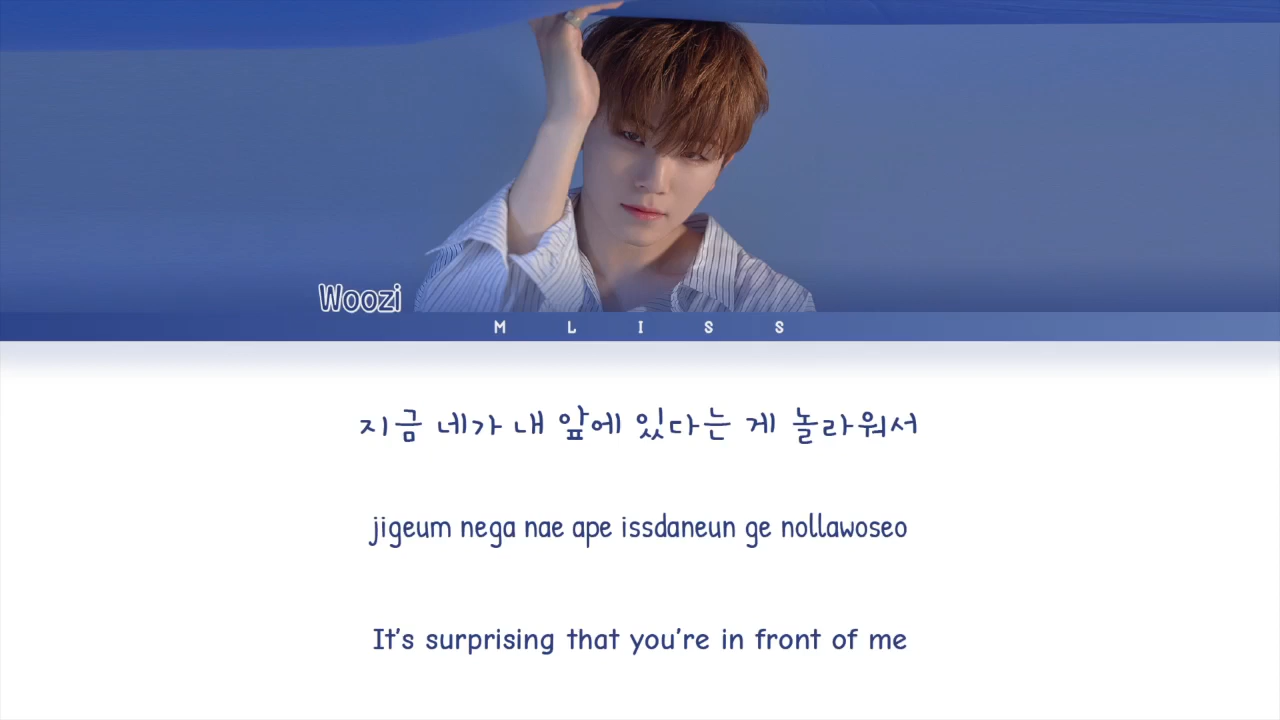 Woozi
M L I S S
지금 네가 내 앞에 있다는 게 놀라워서
jigeum nega nae ape issdaneun ge nollawoseo
It's surprising that you're in front of me